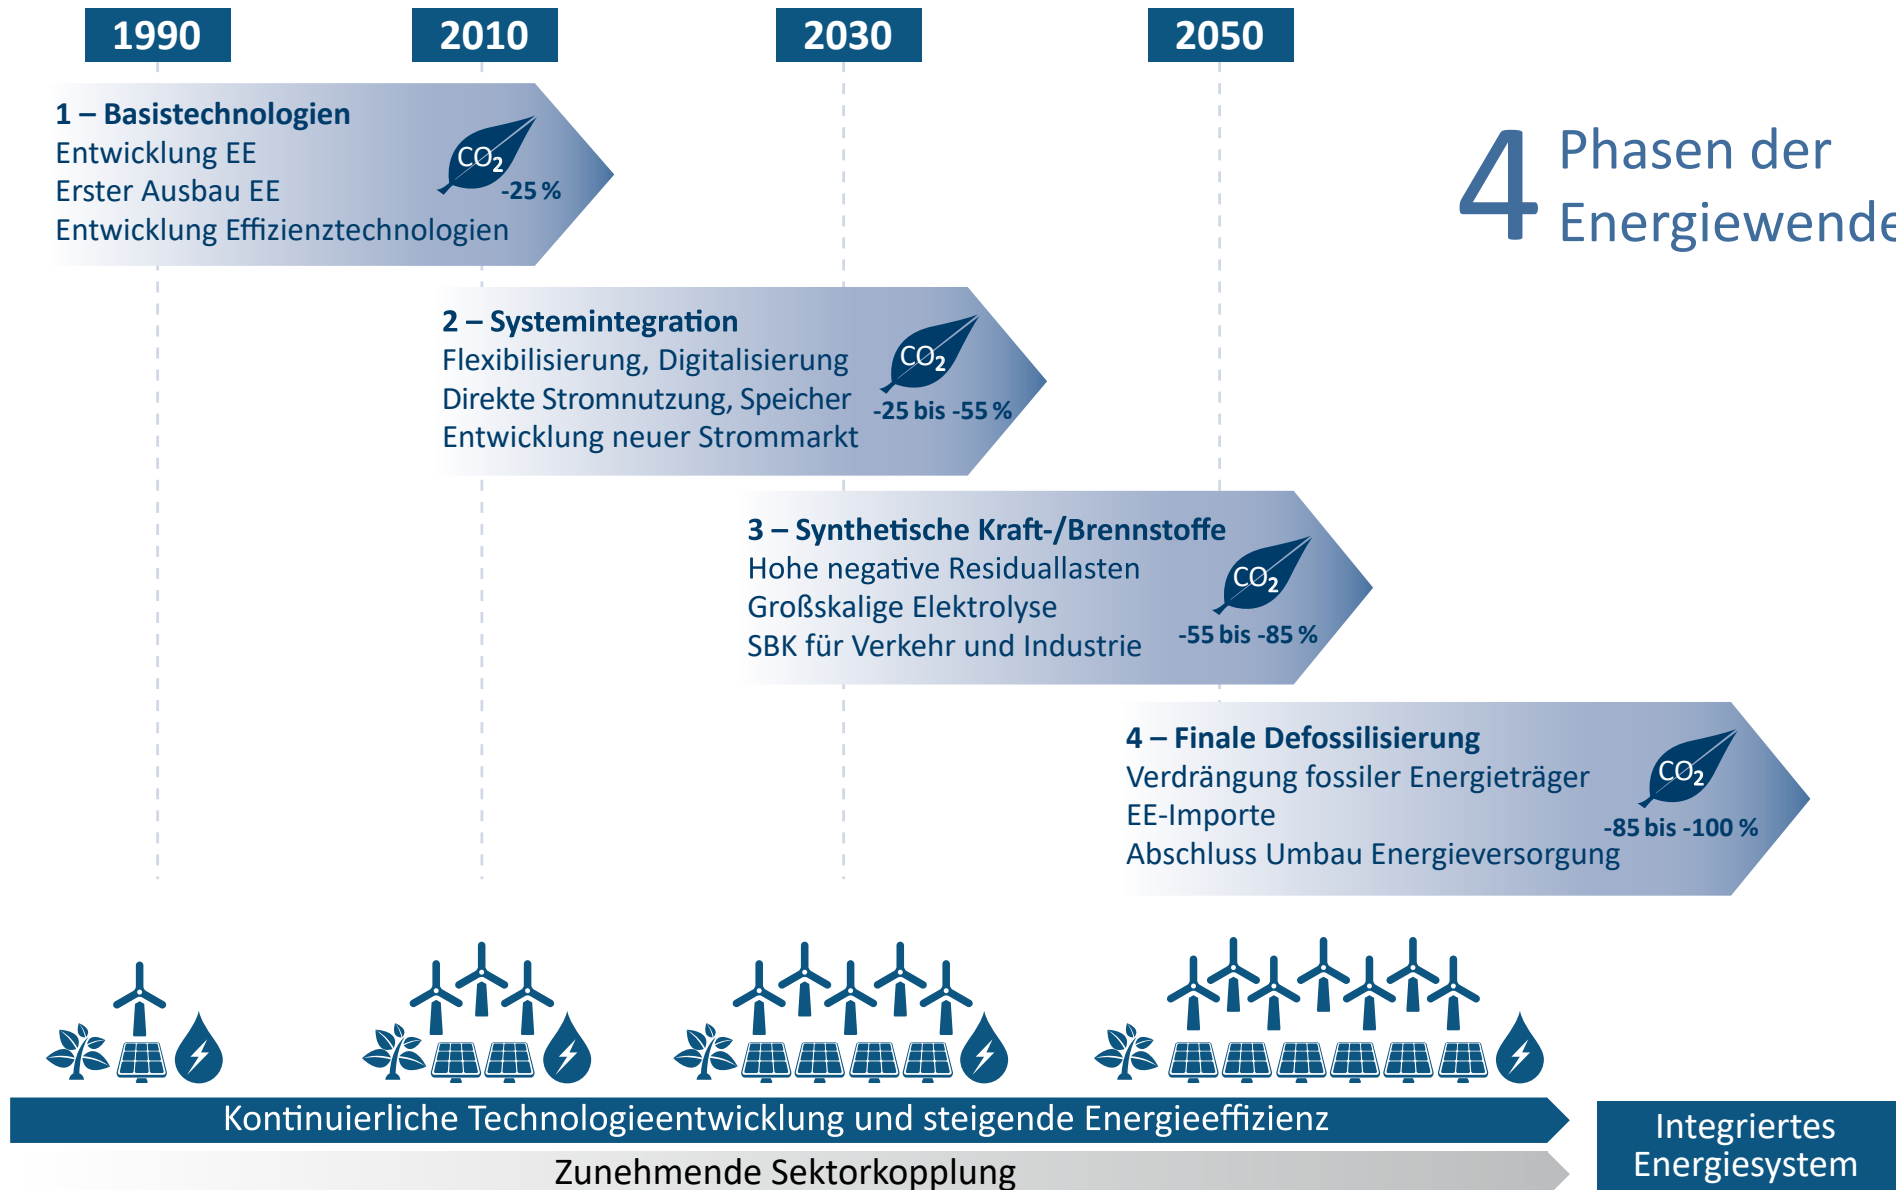 1990
2010
2030
2050
4 Phasen der
Energiewende
1 – Basistechnologien
Entwicklung EE
Erster Ausbau EE
Entwicklung Effizienztechnologien
CO₂
-25 %
2 – Systemintegration
Flexibilisierung, Digitalisierung
Direkte Stromnutzung, Speicher
Entwicklung neuer Strommarkt
CO₂
-25 bis -55 %
3 – Synthetische Kraft-/Brennstoffe
Hohe negative Residuallasten
Großskalige Elektrolyse
SBK für Verkehr und Industrie
CO₂
-55 bis -85 %
4 – Finale Defossilisierung
Verdrängung fossiler Energieträger
EE-Importe
Abschluss Umbau Energieversorgung
CO₂
-85 bis -100 %
Kontinuierliche Technologieentwicklung und steigende Energieeffizienz
Zunehmende Sektorkopplung
Integriertes
Energiesystem